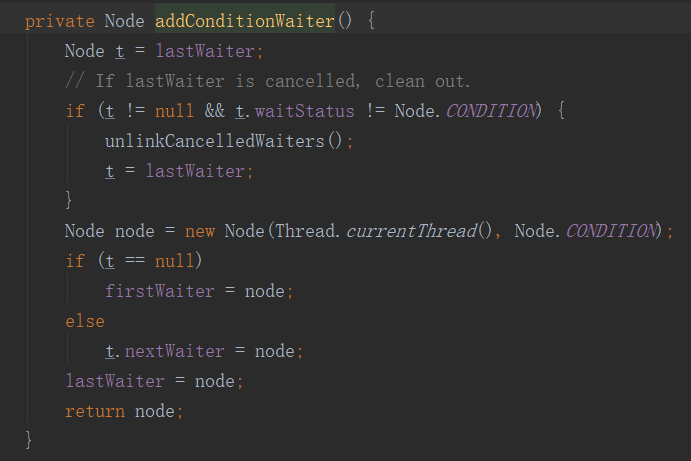 private Node addConditionWaiter() {
    Node t = lastWaiter;
    // If lastWaiter is cancelled, clean out.
    if (t != null && t.waitStatus != Node.CONDITION) {
        unlinkCancelledWaiters();
        t = lastWaiter;
    }
    Node node = new Node(Thread.currentThread(), Node.CONDITION);
    if (t == null)
        firstWaiter = node;
    else
        t.nextWaiter = node;
    lastWaiter = node;
    return node;
}